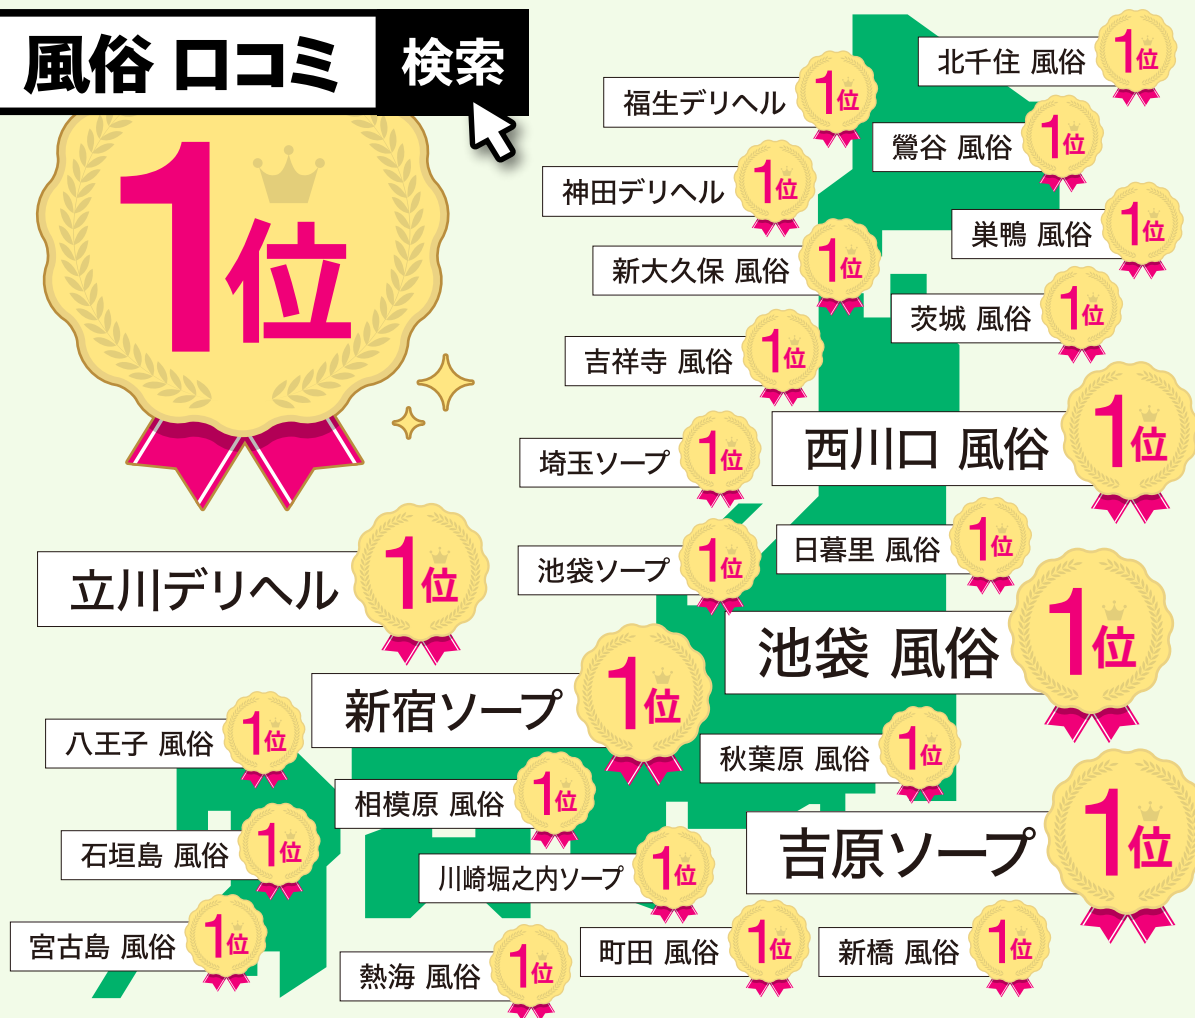 風俗 口コミ 検索
1位
北千住 風俗 1位
福生デリヘル 1位
鶯谷 風俗 1位
神田デリヘル 1位
巣鴨 風俗 1位
新大久保 風俗 1位
茨城 風俗 1位
吉祥寺 風俗 1位
西川口 風俗 1位
埼玉ソープ 1位
日暮里 風俗 1位
池袋ソープ 1位
立川デリヘル 1位
池袋 風俗 1位
新宿ソープ 1位
八王子 風俗 1位
秋葉原 風俗 1位
相模原 風俗 1位
石垣島 風俗 1位
吉原ソープ 1位
川崎堀之内ソープ 1位
宮古島 風俗 1位
町田 風俗 1位
新橋 風俗 1位
熱海 風俗 1位